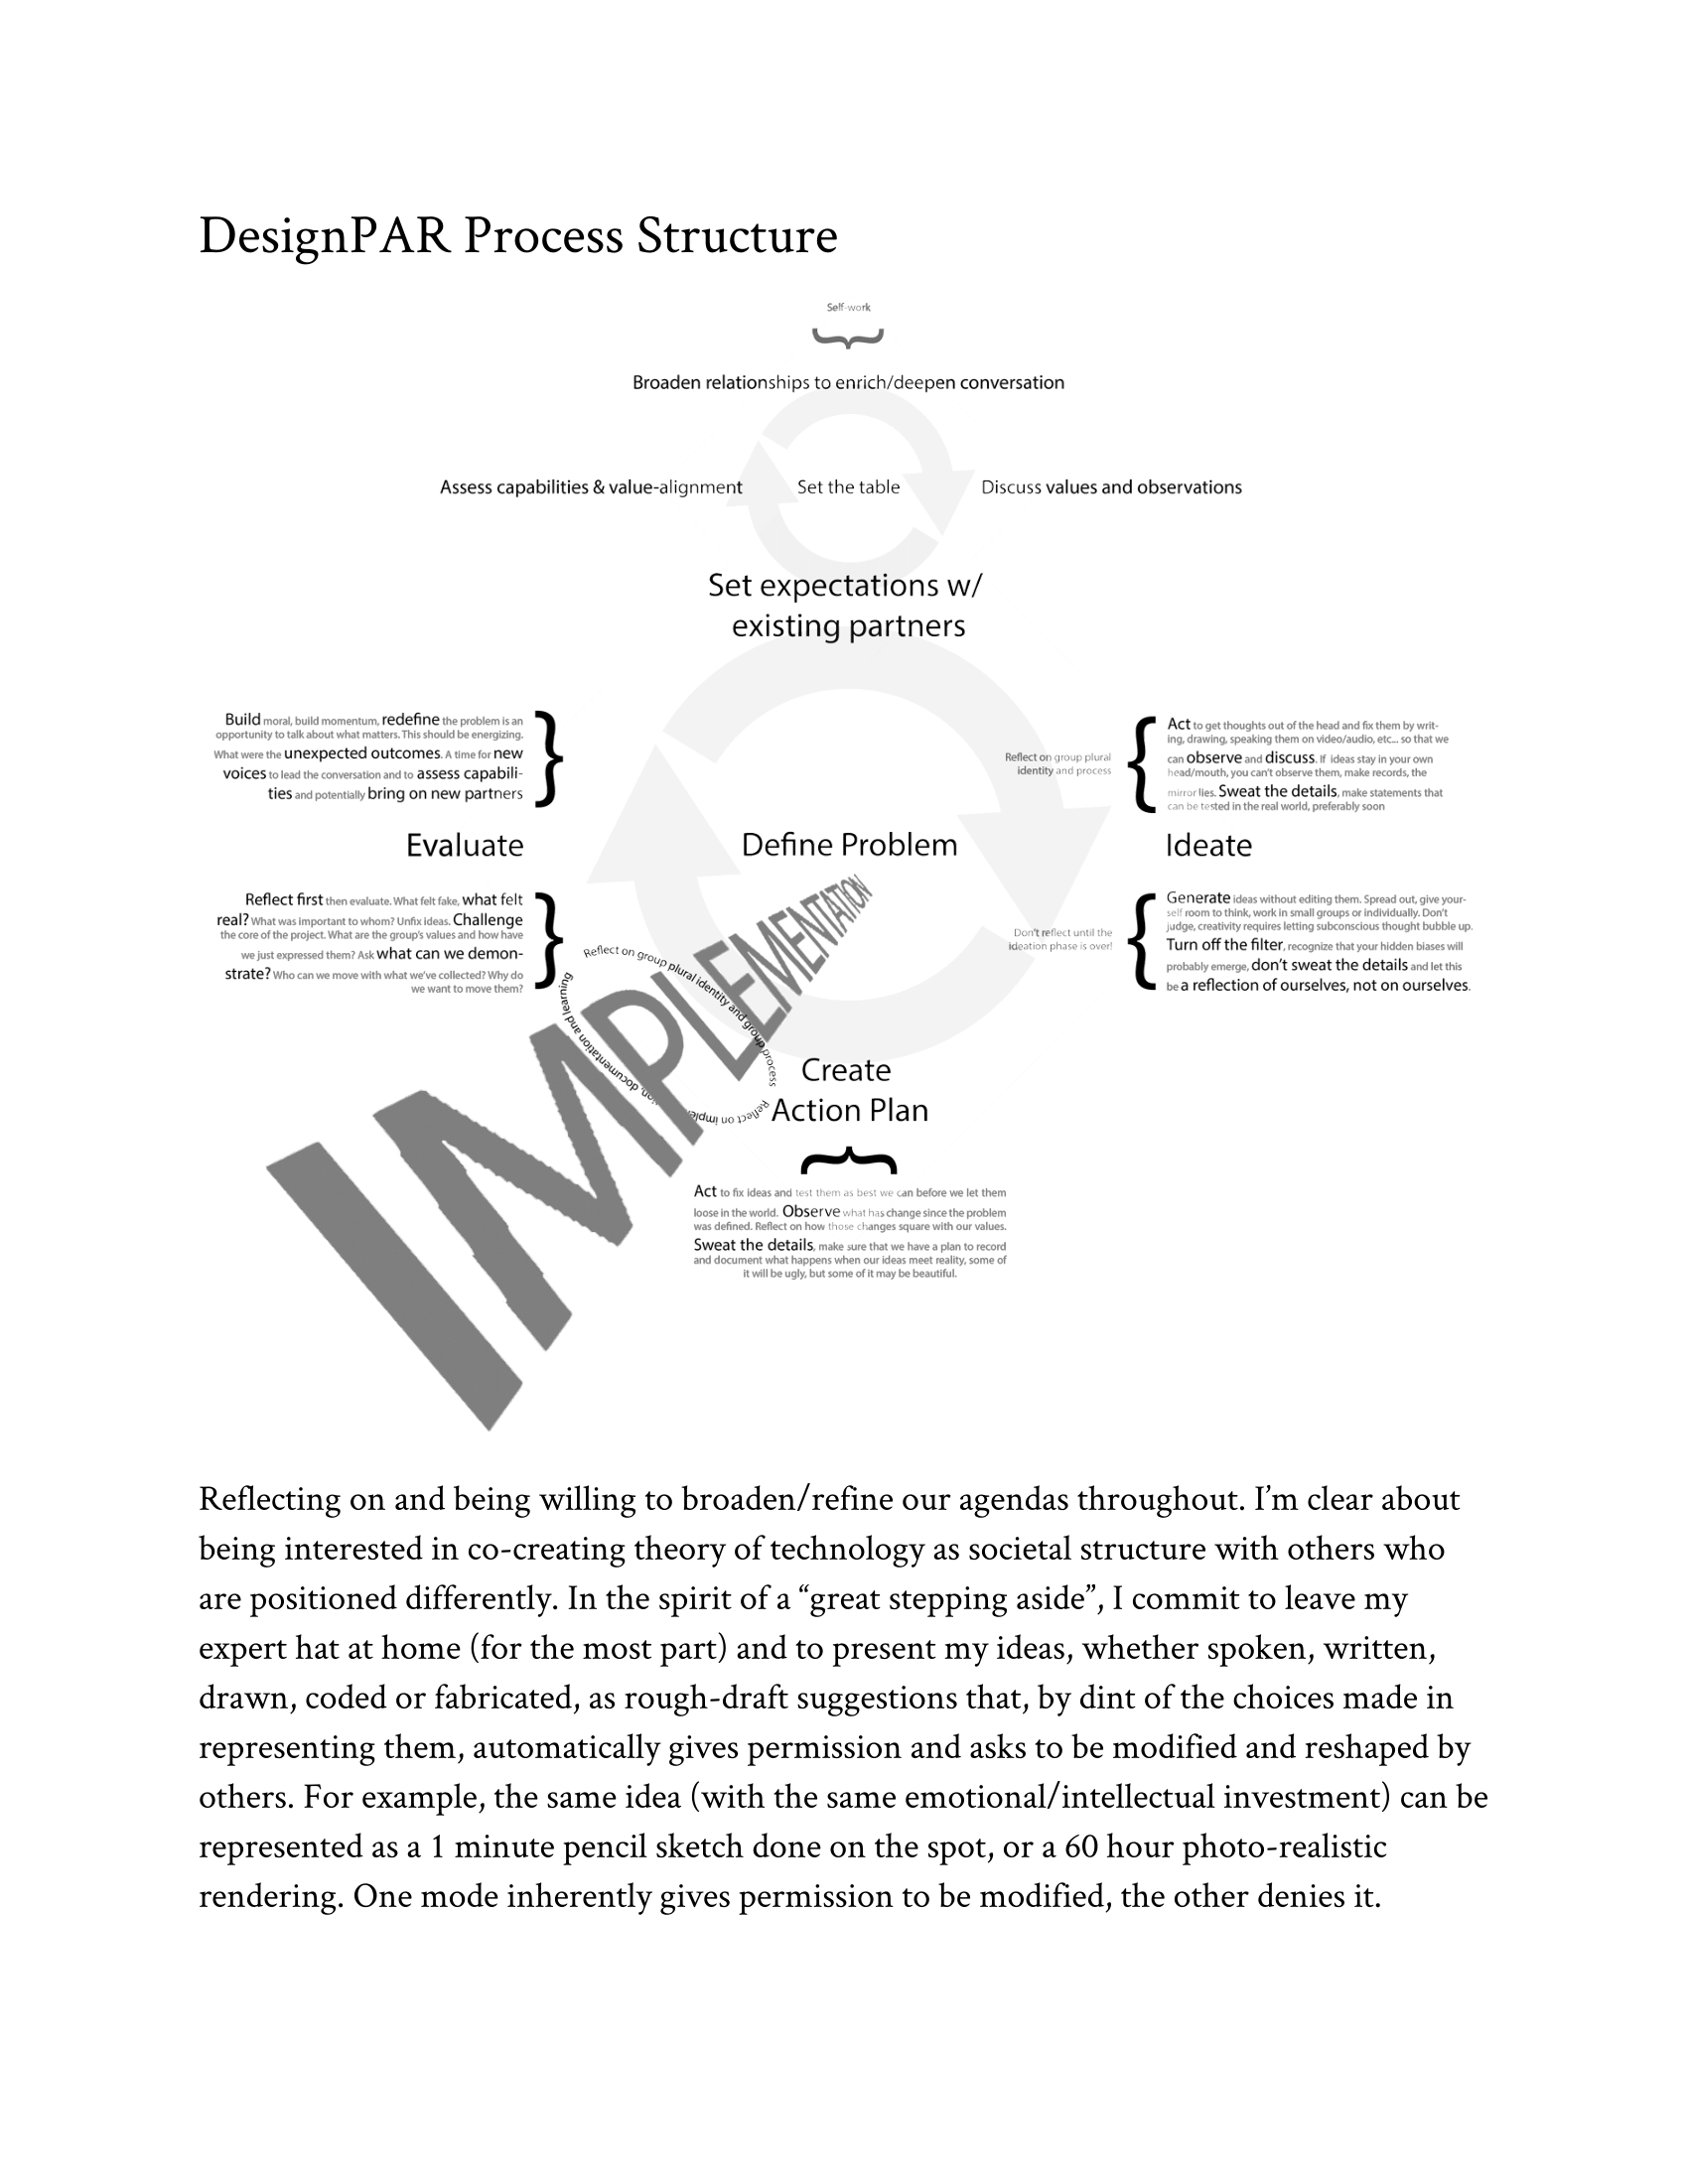 DesignPAR Process Structure
Self-work
Broaden relationships to enrich/deepen conversation
Assess capabilities & value-alignment
Set the table
Discuss values and observations
Set expectations w/
existing partners
Build moral, build momentum, redefine the problem is an
opportunity to talk about what matters. This should be energizing.
What were the unexpected outcomes. A time for new
voices to lead the conversation and to assess capabili-
ties and potentially bring on new partners
Reflect on group plural
identity and process
Act to get thoughts out of the head and fix them by writ-
ing, drawing, speaking them on video/audio, etc... so that we
can observe and discuss. If ideas stay in your own
head/mouth, you can't observe them, make records, the
mirror lies. Sweat the details, make statements that
can be tested in the real world, preferably soon
Evaluate
Define Problem
Ideate
Reflect first then evaluate. What felt fake, what felt
real? What was important to whom? Unfix ideas. Challenge
the core of the project. What are the group's values and how have
we just expressed them? Ask what can we demon-
strate? Who can we move with what we've collected? Why do
we want to move them?
Don't reflect until the
ideation phase is over!
Generate ideas without editing them. Spread out, give your-
self room to think, work in small groups or individually. Don't
judge, creativity requires letting subconscious thought bubble up.
Turn off the filter, recognize that your hidden biases will
probably emerge, don't sweat the details and let this
be a reflection of ourselves, not on ourselves.
IMPLEMENTATION
Reflect on group plural identity and group process
Reflect on documentation and learning
Create
Action Plan
Act to fix ideas and test them as best we can before we let them
loose in the world. Observe what has change since the problem
was defined. Reflect on how those changes square with our values.
Sweat the details, make sure that we have a plan to record
and document what happens when our ideas meet reality, some of
it will be ugly, but some of it may be beautiful.
Reflecting on and being willing to broaden/refine our agendas throughout. I'm clear about
being interested in co-creating theory of technology as societal structure with others who
are positioned differently. In the spirit of a “great stepping aside”, I commit to leave my
expert hat at home (for the most part) and to present my ideas, whether spoken, written,
drawn, coded or fabricated, as rough-draft suggestions that, by dint of the choices made in
representing them, automatically gives permission and asks to be modified and reshaped by
others. For example, the same idea (with the same emotional/intellectual investment) can be
represented as a 1 minute pencil sketch done on the spot, or a 60 hour photo-realistic
rendering. One mode inherently gives permission to be modified, the other denies it.